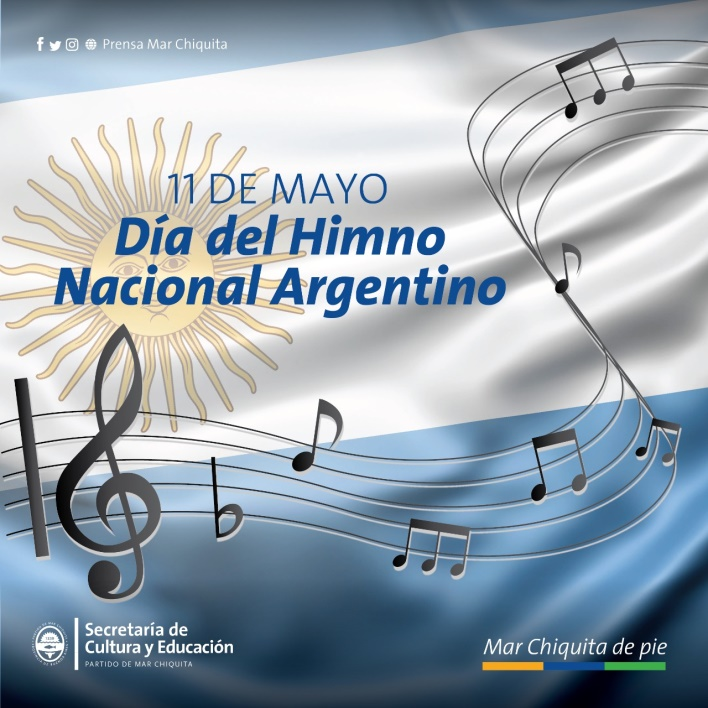 Prensa Mar Chiquita
11 DE MAYO
Día del Himno
Nacional Argentino
Secretaría de
Cultura y Educación
PARTIDO DE MAR CHIQUITA
Mar Chiquita de pie